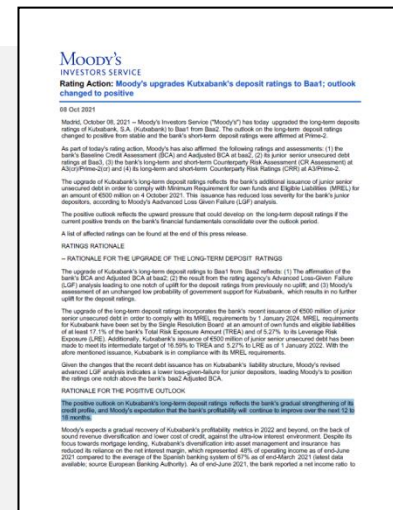 MOODY'S
INVESTORS SERVICE
Rating Action: Moody's upgrades Kutxabank's deposit ratings to Baa1; outlook
changed to positive
08 Oct 2021
Madrid, October 08, 2021 -- Moody's Investors Service ("Moody's") has today upgraded the long-term deposits
ratings of Kutxabank, S.A. (Kutxabank) to Baa1 from Baa2. The outlook on the long-term deposit ratings
changed to positive from stable and the bank's short-term deposit ratings were affirmed at Prime-2.
As part of today's rating action, Moody's has also affirmed the following ratings and assessments: (1) the
bank's Baseline Credit Assessment (BCA) and Aadjusted BCA at baa2, (2) its junior senior unsecured debt
ratings at Baa3, (3) the bank's long-term and short-term Counterparty Risk Assessment (CR Assessment) at
A3(cr)/Prime-2(cr) and (4) its long-term and short-term Counterparty Risk Ratings (CRR) at A3/Prime-2.
The upgrade of Kutxabank's long-term deposit ratings reflects the bank's additional issuance of junior senior
unsecured debt in order to comply with Minimum Requirement for own funds and Eligible Liabilities (MREL) for
an amount of €500 million on 4 October 2021. This issuance has reduced loss severity for the bank's junior
depositors, according to Moody's Aadvanced Loss Given Failure (LGF) analysis.
The positive outlook reflects the upward pressure that could develop on the long-term deposit ratings if the
current positive trends on the bank's financial fundamentals consolidate over the outlook period.
A list of affected ratings can be found at the end of this press release.
RATINGS RATIONALE
-- RATIONALE FOR THE UPGRADE OF THE LONG-TERM DEPOSIT RATINGS
The upgrade of Kutxabank's long-term deposit ratings to Baa1 from Baa2 reflects: (1) The affirmation of the
bank's BCA and Adjusted BCA at baa2; (2) the result from the rating agency's Advanced Loss-Given Failure
(LGF) analysis leading to one notch of uplift for the deposit ratings from previously no uplift; and (3) Moody's
assessment of an unchanged low probability of government support for Kutxabank, which results in no further
uplift for the deposit ratings.
The upgrade of the long-term deposit ratings incorporates the bank's recent issuance of €500 million of junior
senior unsecured debt in order to comply with its MREL requirements by 1 January 2024. MREL requirements
for Kutxabank have been set by the Single Resolution Board at an amount of own funds and eligible liabilities
of at least 17.1% of the bank's Total Risk Exposure Amount (TREA) and of 5.27% to its Leverage Risk
Exposure (LRE). Additionally, Kutxabank's issuance of €500 million of junior senior unsecured debt has been
made to meet its intermediate target of 16.59% to TREA and 5.27% to LRE as of 1 January 2022. With the
afore mentioned issuance, Kutxabank is in compliance with its MREL requirements.
Given the changes that the recent debt issuance has on Kutxabank's liability structure, Moody's revised
advanced LGF analysis indicates a lower loss-given-failure for junior depositors, leading Moody's to position
the ratings one notch above the bank's baa2 Adjusted BCA.
RATIONALE FOR THE POSITIVE OUTLOOK
The positive outlook on Kutxabank's long-term deposit ratings reflects the bank's gradual strengthening of its
credit profile, and Moody's expectation that the bank's profitability will continue to improve over the next 12 to
18 months.
Moody's expects a gradual recovery of Kutxabank's profitability metrics in 2022 and beyond, on the back of
sound revenue diversification and lower cost of credit, against the ultra-low interest environment. Despite its
focus towards mortgage lending, Kutxabank's diversification into asset management and insurance has
reduced its reliance on the net interest margin, which represented 48% of operating income as of end-June
2021 compared to the average of the Spanish banking system of 67% as of end-March 2021 (latest data
available; source European Banking Authority). As of end-June 2021, the bank reported a net income ratio to